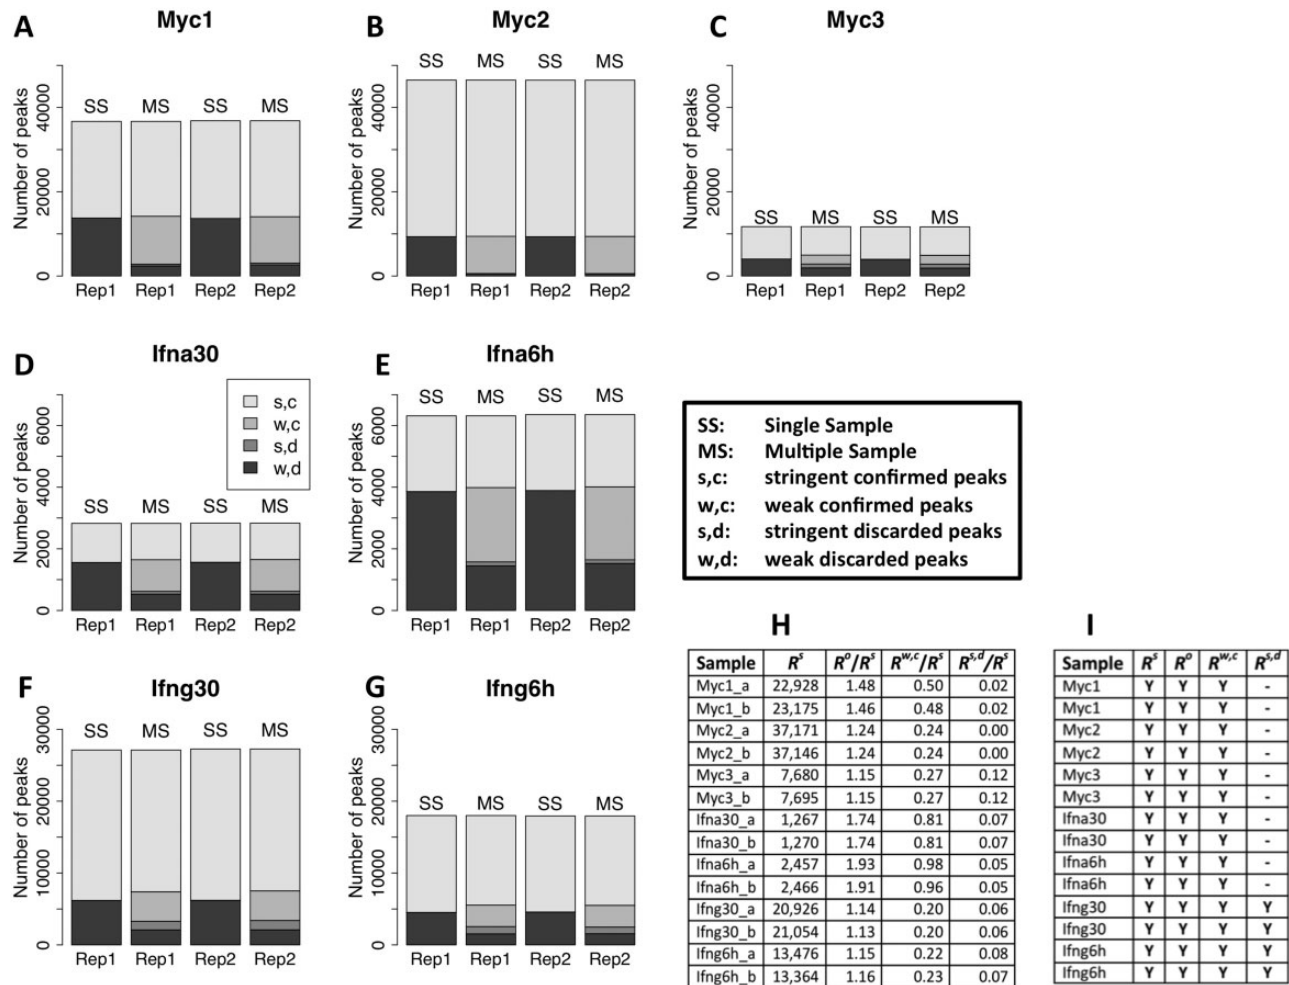 A Myc1
B Myc2
C Myc3
Number of peaks
0 20000 40000
SS MS SS MS
Rep1 Rep1 Rep2 Rep2
Number of peaks
0 20000 40000
SS MS SS MS
Rep1 Rep1 Rep2 Rep2
Number of peaks
0 20000 40000
SS MS SS MS
Rep1 Rep1 Rep2 Rep2
D Ifna30
E Ifna6h
Number of peaks
0 2000 4000 6000
s,c
w,c
s,d
w,d
SS MS SS MS
Rep1 Rep1 Rep2 Rep2
Number of peaks
0 2000 4000 6000
SS MS SS MS
Rep1 Rep1 Rep2 Rep2
SS: Single Sample
MS: Multiple Sample
s,c: stringent confirmed peaks
w,c: weak confirmed peaks
s,d: stringent discarded peaks
w,d: weak discarded peaks
F Ifng30
G Ifng6h
Number of peaks
0 10000 20000 30000
SS MS SS MS
Rep1 Rep1 Rep2 Rep2
Number of peaks
0 10000 20000 30000
SS MS SS MS
Rep1 Rep1 Rep2 Rep2
H
Sample R^s R^o/R^s R^w,c/R^s R^s,d/R^s
Myc1_a 22,928 1.48 0.50 0.02
Myc1_b 23,175 1.46 0.48 0.02
Myc2_a 37,171 1.24 0.24 0.00
Myc2_b 37,146 1.24 0.24 0.00
Myc3_a 7,680 1.15 0.27 0.12
Myc3_b 7,695 1.15 0.27 0.12
Ifna30_a 1,267 1.74 0.81 0.07
Ifna30_b 1,270 1.74 0.81 0.07
Ifna6h_a 2,457 1.93 0.98 0.05
Ifna6h_b 2,466 1.91 0.96 0.05
Ifng30_a 20,926 1.14 0.20 0.06
Ifng30_b 21,054 1.13 0.20 0.06
Ifng6h_a 13,476 1.15 0.22 0.08
Ifng6h_b 13,364 1.16 0.23 0.07
I
Sample R^s R^o R^w,c R^s,d
Myc1 Y Y Y -
Myc1 Y Y Y -
Myc2 Y Y Y -
Myc2 Y Y Y -
Myc3 Y Y Y -
Myc3 Y Y Y -
Ifna30 Y Y Y -
Ifna30 Y Y Y -
Ifna6h Y Y Y -
Ifna6h Y Y Y -
Ifng30 Y Y Y Y
Ifng30 Y Y Y Y
Ifng6h Y Y Y Y
Ifng6h Y Y Y Y